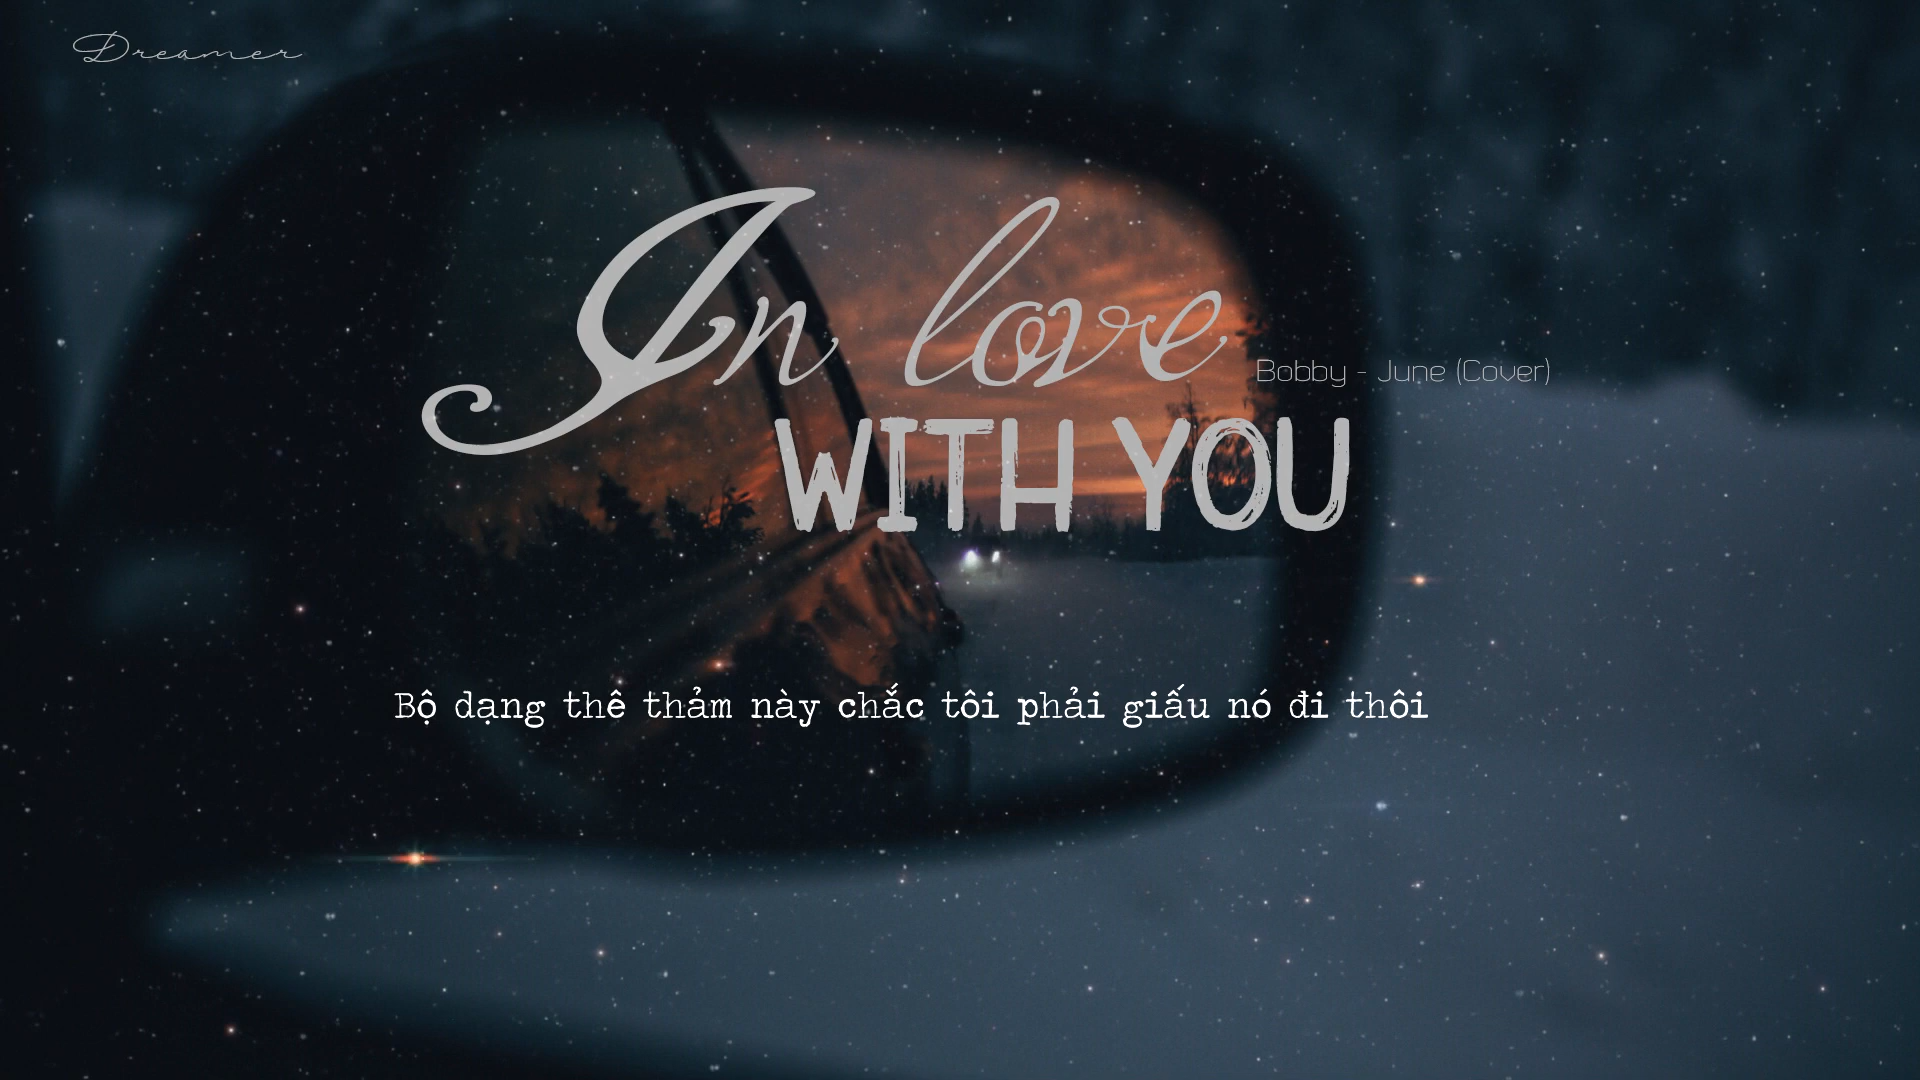 Dreamer
In love
Bobby - June (Cover)
WITH YOU
Bộ dạng thê thảm này chắc tôi phải giấu nó đi thôi